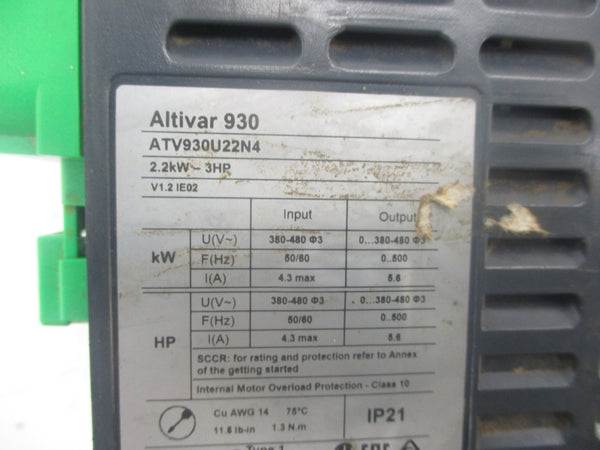 Altivar 930
ATV930U22N4
2.2kW - 3HP
V1.2 IE02
Input Output
kW U(V~) 380-480 Φ3 0...380-480 Φ3
F(Hz) 50/60 0..500
I(A) 4.3 max 5.6
HP U(V~) 380-480 Φ3 0...380-480 Φ3
F(Hz) 50/60 0..500
I(A) 4.3 max 5.6
SCCR: for rating and protection refer to Annex
of the getting started
Internal Motor Overload Protection - Class 10
Cu AWG 14 75°C IP21
11.5 lb-in 1.3 N.m
Type 1 EAC